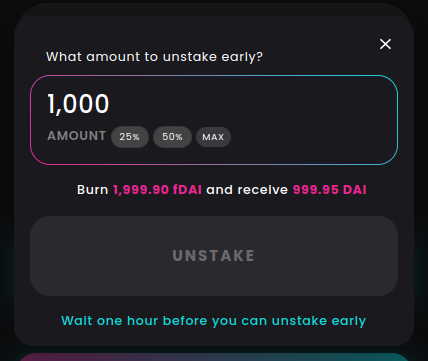 What amount to unstake early?
1,000
AMOUNT 25% 50% MAX
Burn 1,999.90 fDAI and receive 999.95 DAI
UNSTAKE
Wait one hour before you can unstake early